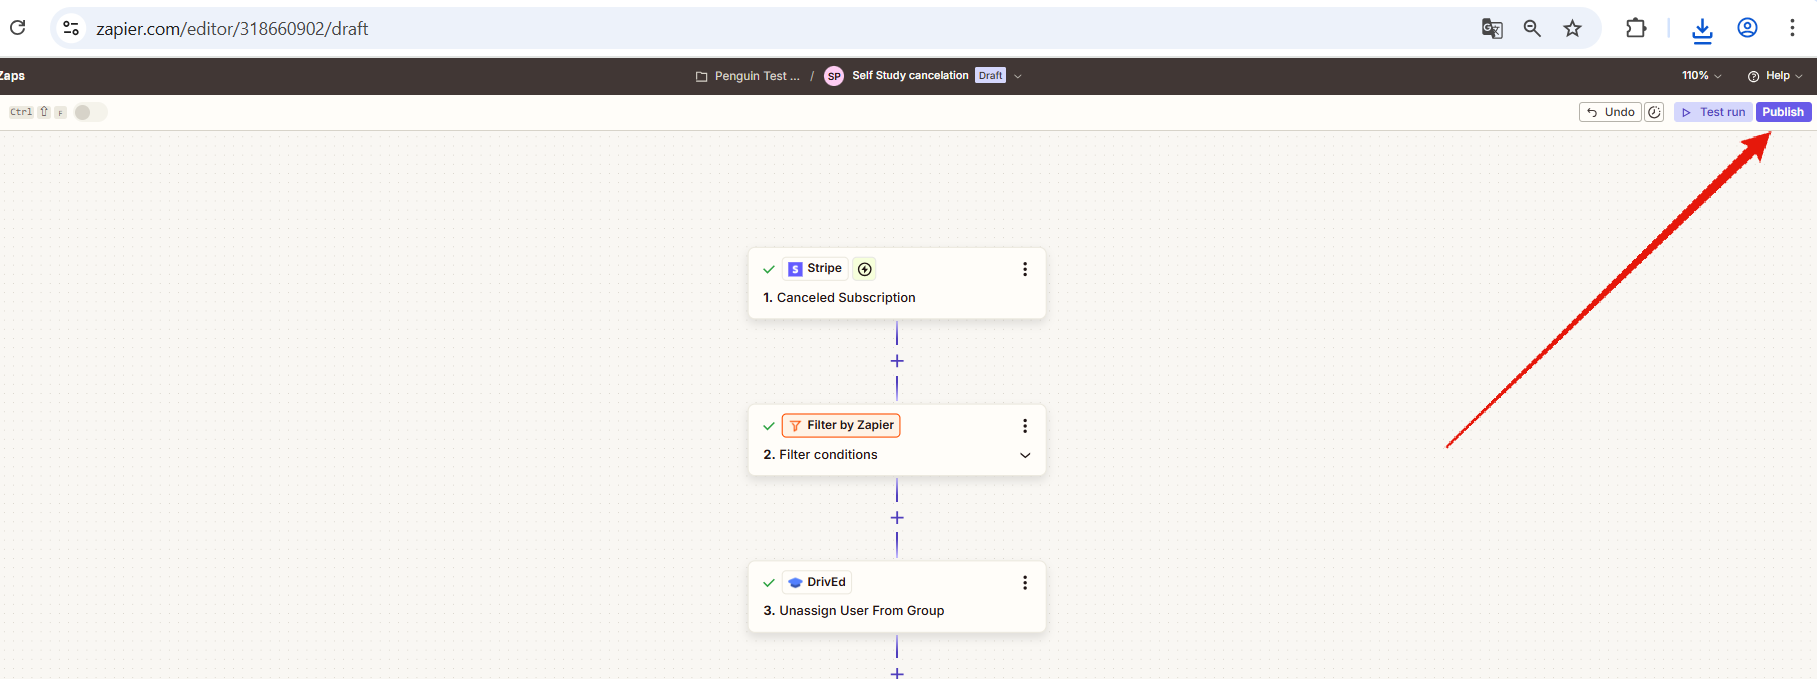 zapier.com/editor/318660902/draft
Zaps
Penguin Test ... / SP Self Study cancelation Draft
110%
Help
Ctrl ⇧ F
Undo
Test run
Publish
Stripe
1. Canceled Subscription
Filter by Zapier
2. Filter conditions
DrivEd
3. Unassign User From Group